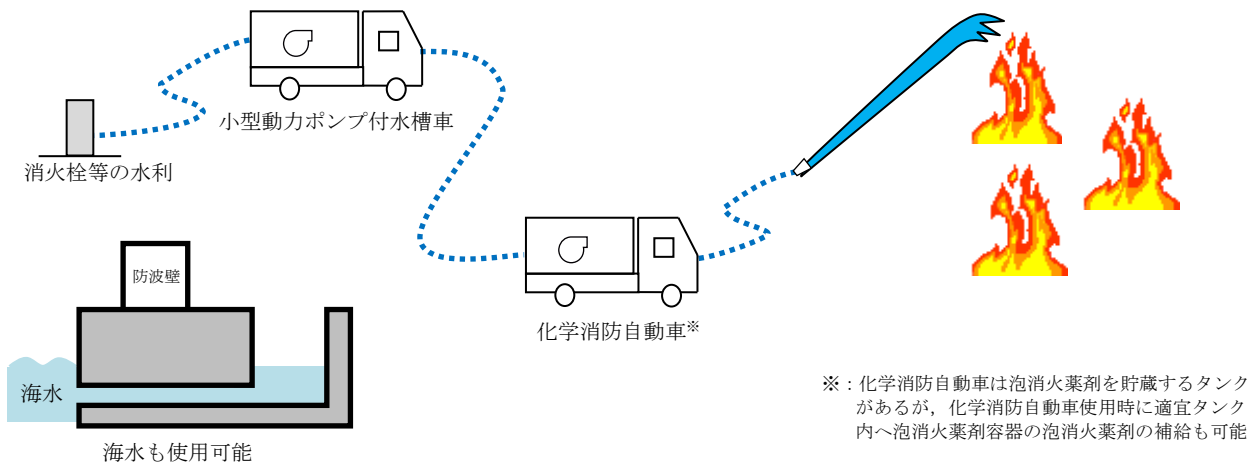 小型動力ポンプ付水槽車
消火栓等の水利
防波壁
海水
海水も使用可能
化学消防自動車※
※：化学消防自動車は泡消火薬剤を貯蔵するタンク
があるが，化学消防自動車使用時に適宜タンク
内へ泡消火薬剤容器の泡消火薬剤の補給も可能